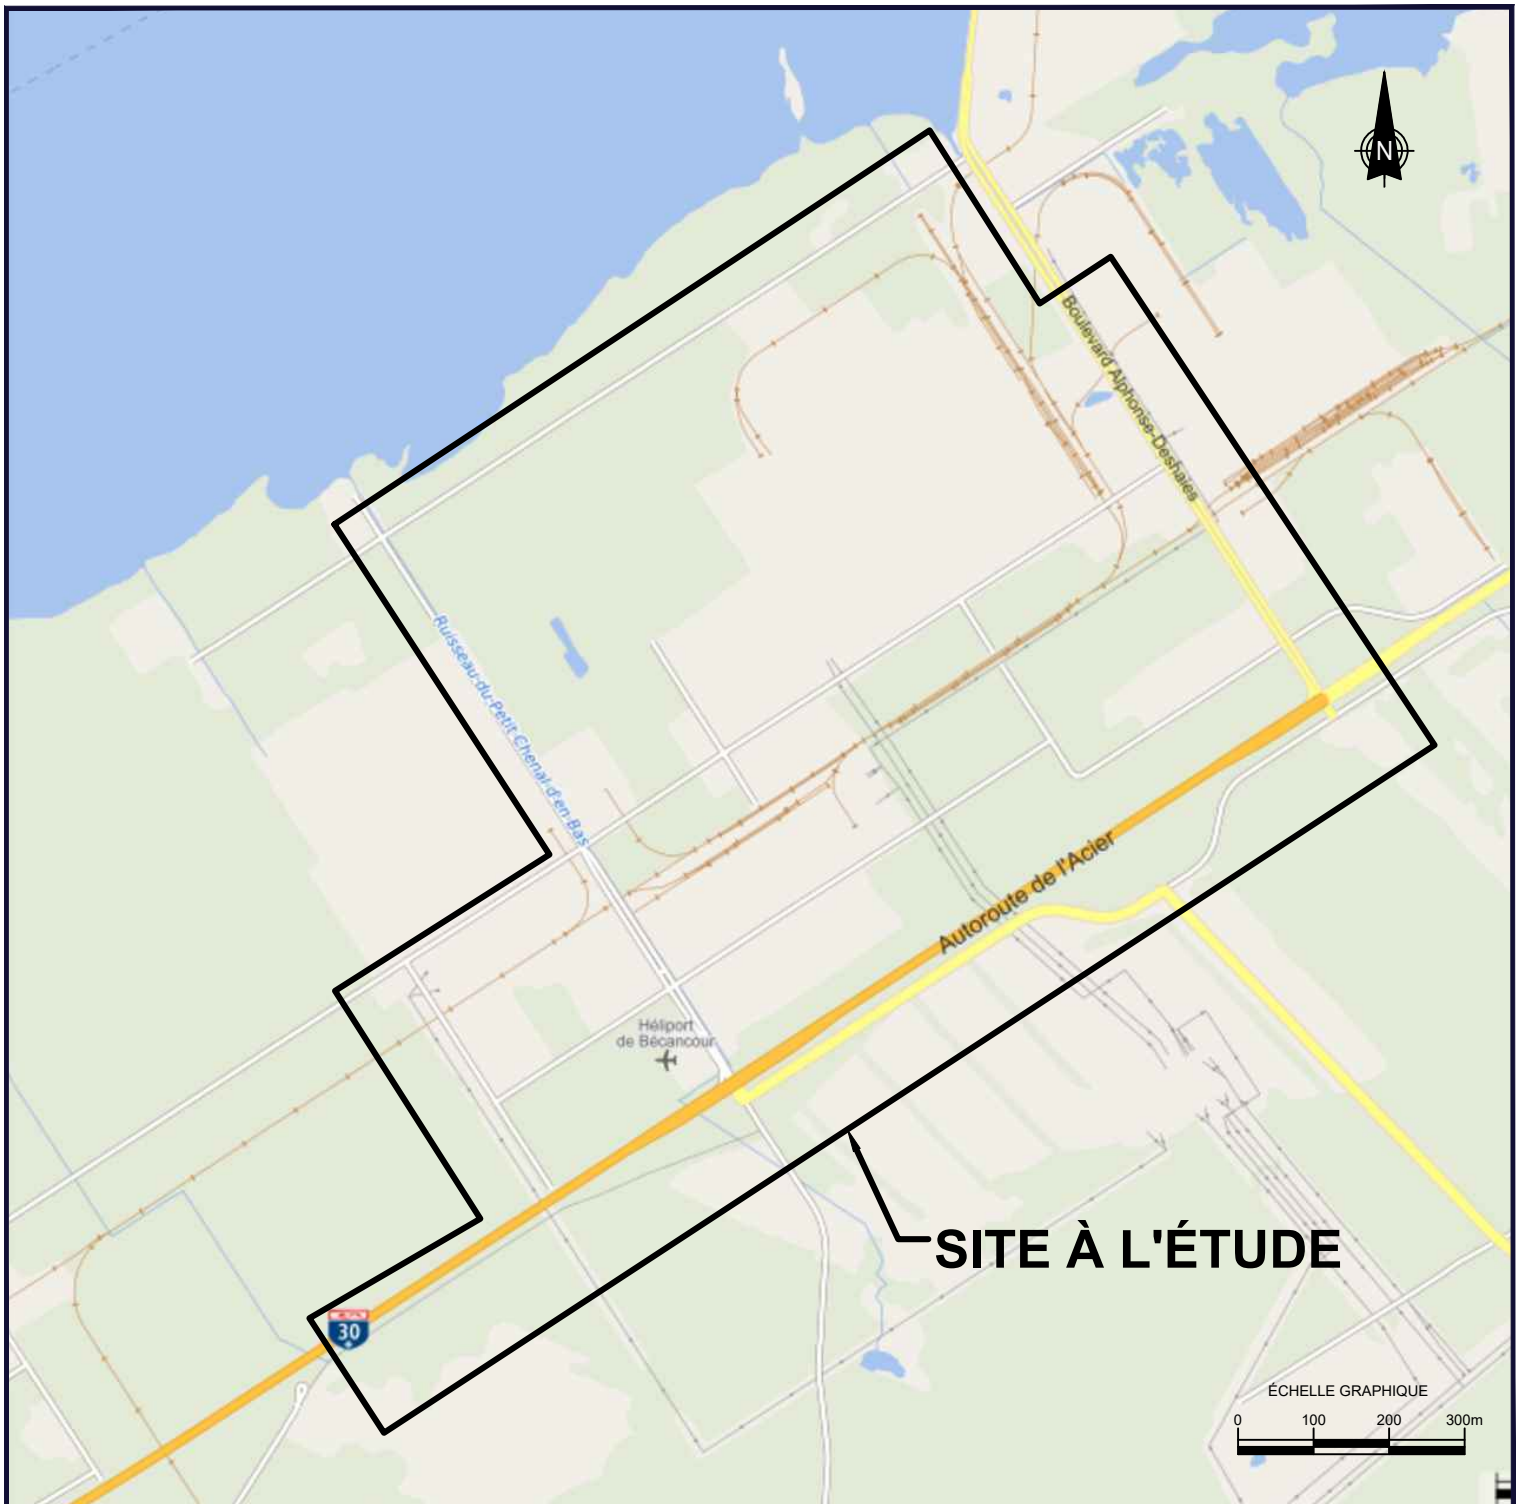 N
Boulevard Alphonse-Deshaies
Ruisseau-du-Petit-Chenal-d'en-Bas
Autoroute de l'Acier
Héliport
de Bécancour
SITE À L'ÉTUDE
30
ÉCHELLE GRAPHIQUE
0 100 200 300m